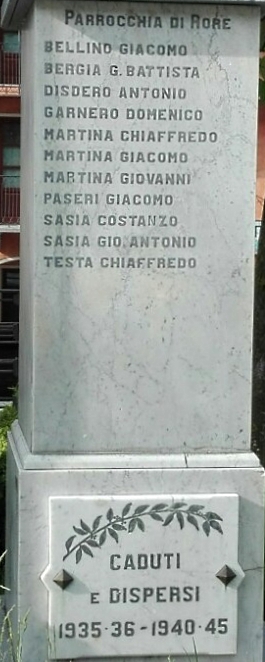 PARROCCHIA DI RORE
BELLINO GIACOMO
BERGIA G. BATTISTA
DISDERO ANTONIO
GARNERO DOMENICO
MARTINA CHIAFFREDO
MARTINA GIACOMO
MARTINA GIOVANNI
PASERI GIACOMO
SASIA COSTANZO
SASIA GIO. ANTONIO
TESTA CHIAFFREDO
CADUTI
E DISPERSI
1935·36-1940·45